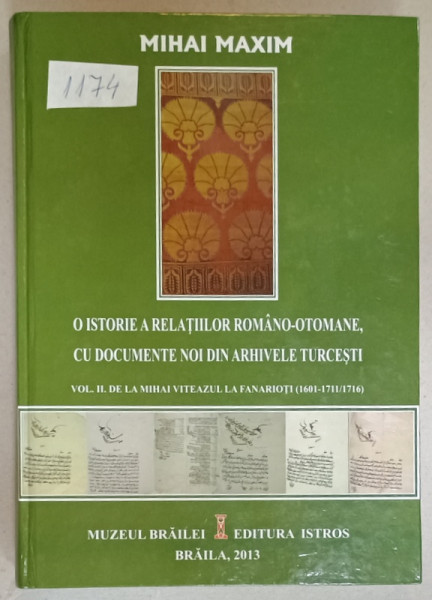 MIHAI MAXIM
1174
O ISTORIE A RELAȚIILOR ROMÂNO-OTOMANE,
CU DOCUMENTE NOI DIN ARHIVELE TURCEȘTI
VOL. II. DE LA MIHAI VITEAZUL LA FANARIOȚI (1601-1711/1716)
MUZEUL BRĂILEI EDITURA ISTROS
BRĂILA, 2013